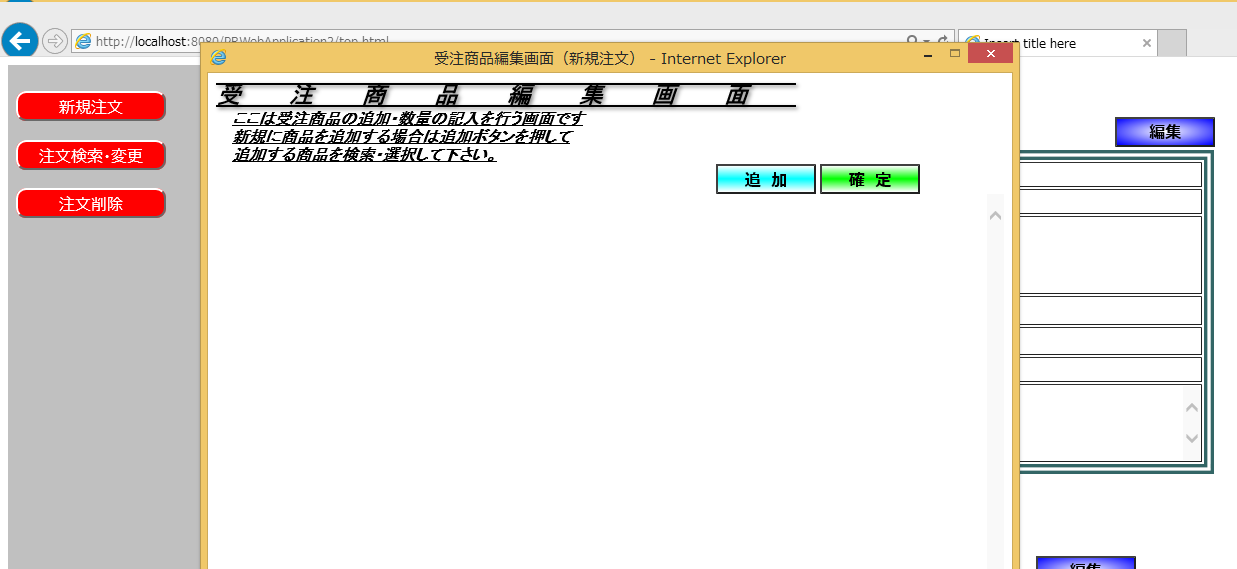 http://localhost:8080/PBWebApplication2/top.html
Insert title here
受注商品編集画面（新規注文） - Internet Explorer
新規注文
注文検索・変更
注文削除
受注商品編集画面
ここは受注商品の追加・数量の記入を行う画面です
新規に商品を追加する場合は追加ボタンを押して
追加する商品を検索・選択して下さい。
追 加
確 定
編集
編集